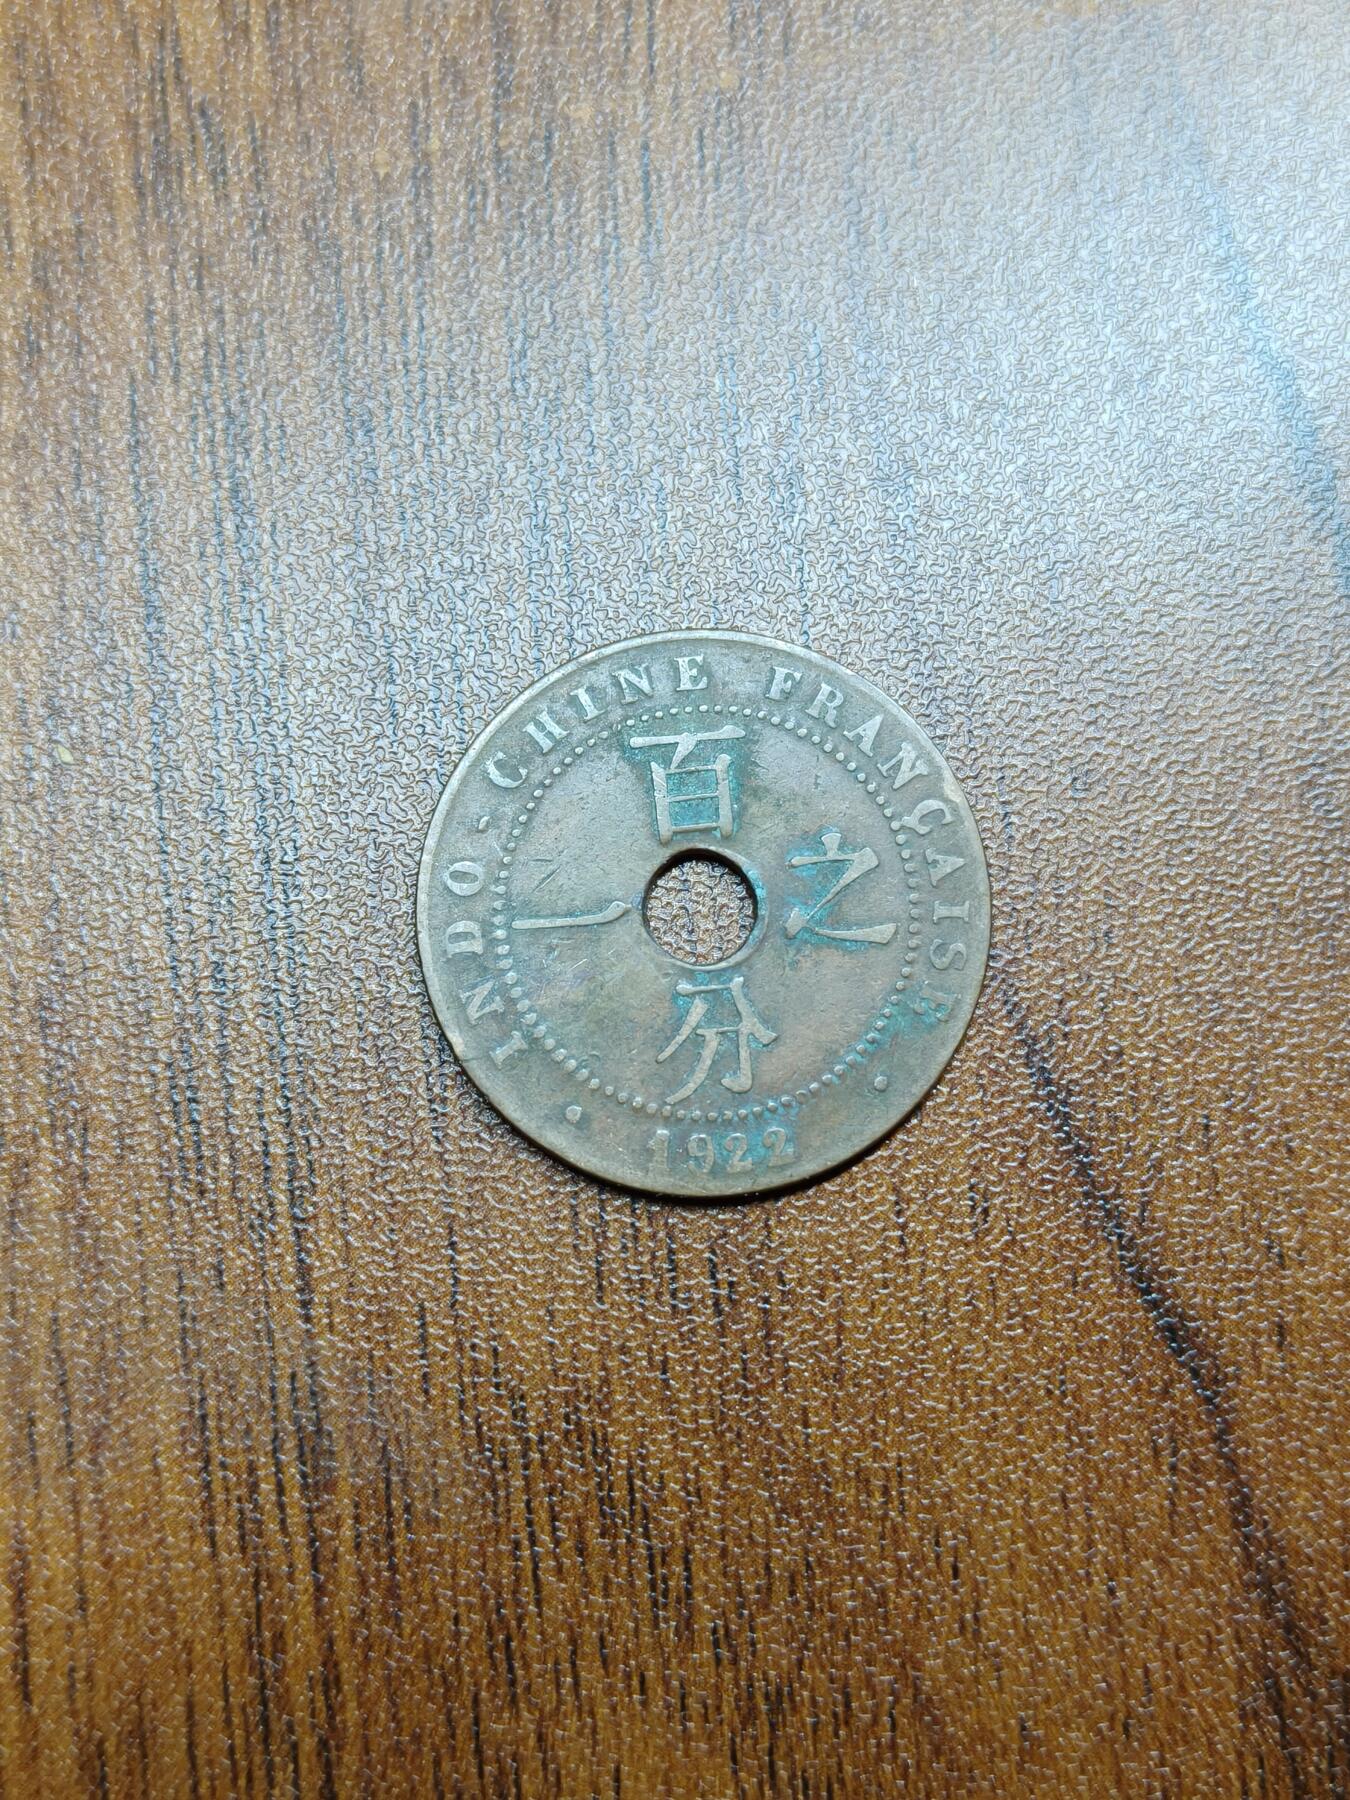 INDO-CHINE FRANÇAISE
百
之
分
一
• 1922 •